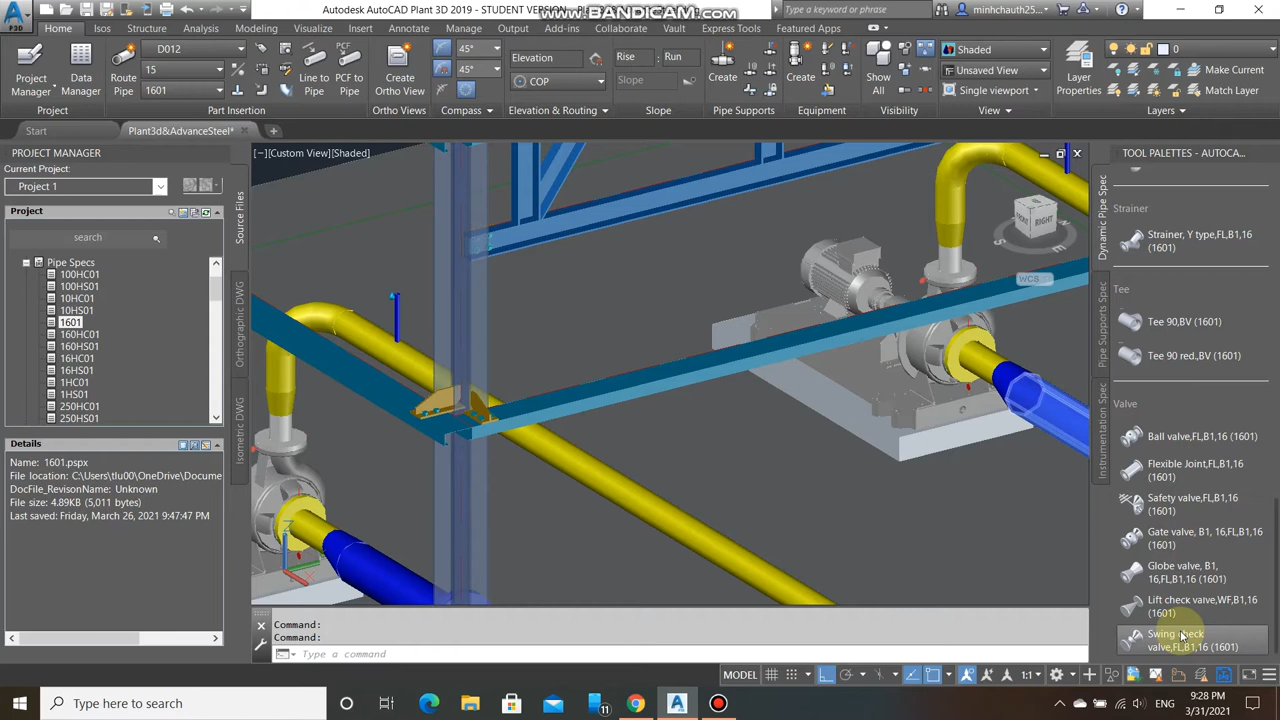 P3D
Autodesk AutoCAD Plant 3D 2019 - STUDENT VERSION
www.BANDICAM.com
Type a keyword or phrase
minhchauth25...
Home Isos Structure Analysis Modeling Visualize Insert Annotate Manage Output Add-ins Collaborate Vault Express Tools Featured Apps
Project Manager
Data Manager
Project
Route Pipe
D012
15
1601
Line to Pipe
PCF to Pipe
Part Insertion
Create Ortho View
Ortho Views
45°
45°
Compass
Elevation
COP
Elevation & Routing
Rise Run
Slope
Slope
Create
Pipe Supports
Create
Equipment
Show All
Visibility
Shaded
Unsaved View
Single viewport
View
Layer Properties
0
Make Current
Match Layer
Layers
Start
Plant3d&AdvanceSteel*
PROJECT MANAGER
Current Project:
Project 1
Project
search
Pipe Specs
100HC01
100HS01
10HC01
10HS01
1601
160HC01
160HS01
16HC01
16HS01
1HC01
1HS01
250HC01
250HS01
Details
Name: 1601.pspx
File location: C:\Users\tlu00\OneDrive\Docume
DocFile_RevisonName: Unknown
File size: 4.89KB (5,011 bytes)
Last saved: Friday, March 26, 2021 9:47:47 PM
Source Files
Orthographic DWG
Isometric DWG
[−][Custom View][Shaded]
RIGHT
S
E
WCS
Z
Command:
Command:
Type a command
TOOL PALETTES - AUTOCA...
Dynamic Pipe Spec
Pipe Supports Spec
Instrumentation Spec
Strainer
Strainer, Y type,FL,B1,16
(1601)
Tee
Tee 90,BV (1601)
Tee 90 red.,BV (1601)
Valve
Ball valve,FL,B1,16 (1601)
Flexible Joint,FL,B1,16
(1601)
Safety valve,FL,B1,16
(1601)
Gate valve, B1, 16,FL,B1,16
(1601)
Globe valve, B1,
16,FL,B1,16 (1601)
Lift check valve,WF,B1,16
(1601)
Swing check
valve,FL,B1,16 (1601)
MODEL
1:1
Type here to search
11
ENG
9:28 PM
3/31/2021